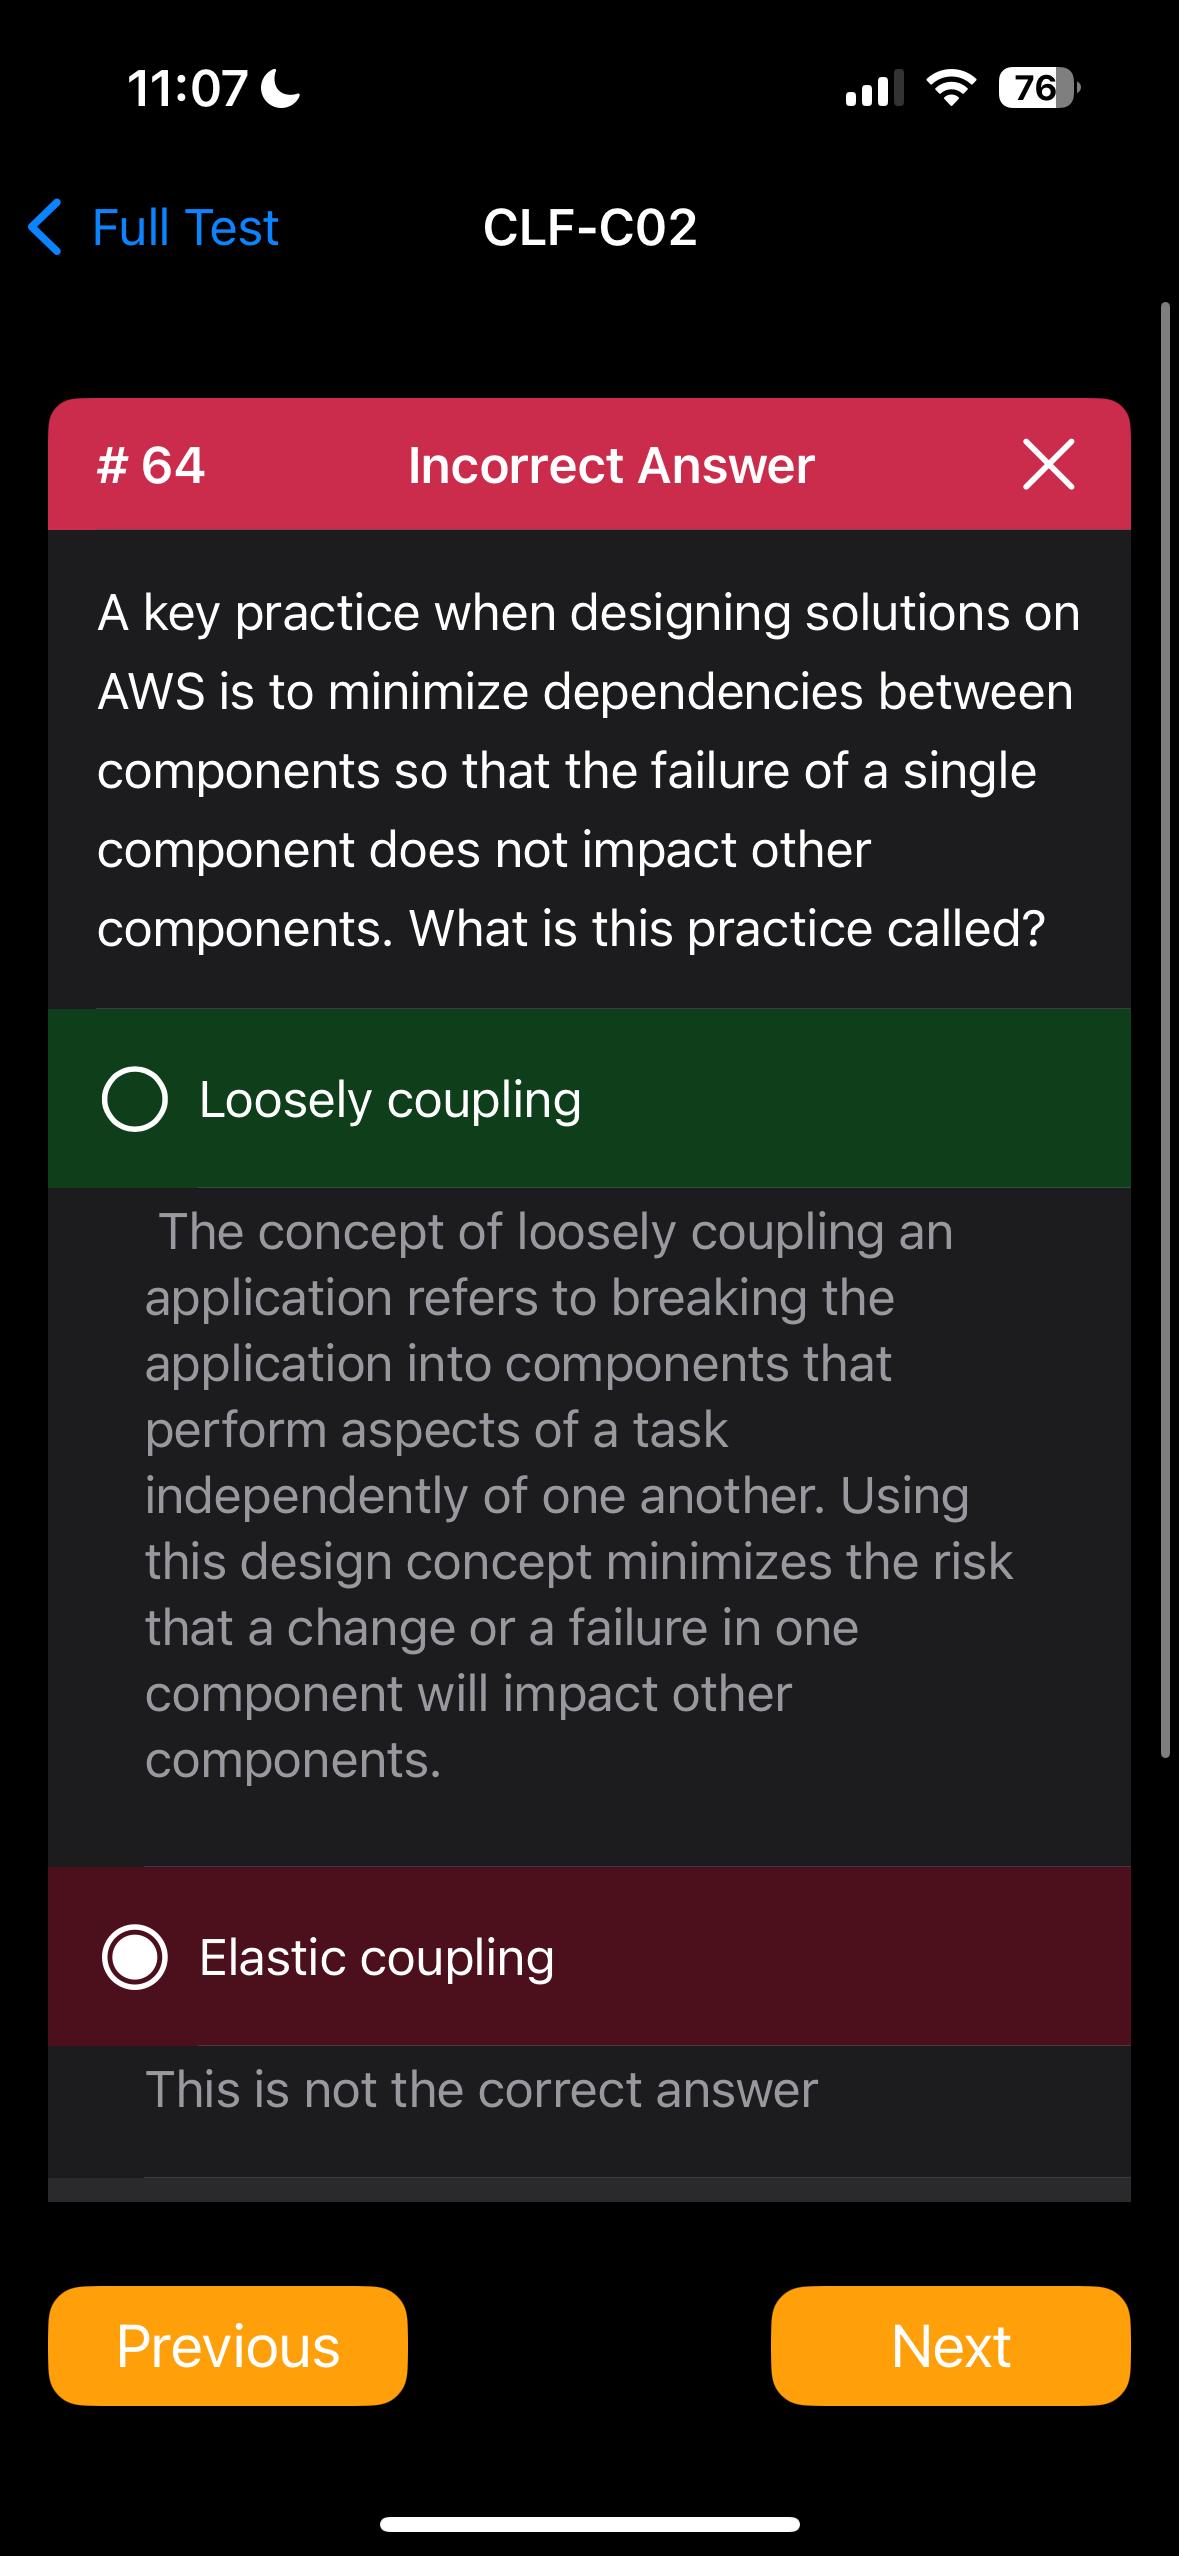 11:07
76
Full Test
CLF-C02
# 64
Incorrect Answer
A key practice when designing solutions on
AWS is to minimize dependencies between
components so that the failure of a single
component does not impact other
components. What is this practice called?
Loosely coupling
The concept of loosely coupling an
application refers to breaking the
application into components that
perform aspects of a task
independently of one another. Using
this design concept minimizes the risk
that a change or a failure in one
component will impact other
components.
Elastic coupling
This is not the correct answer
Previous
Next